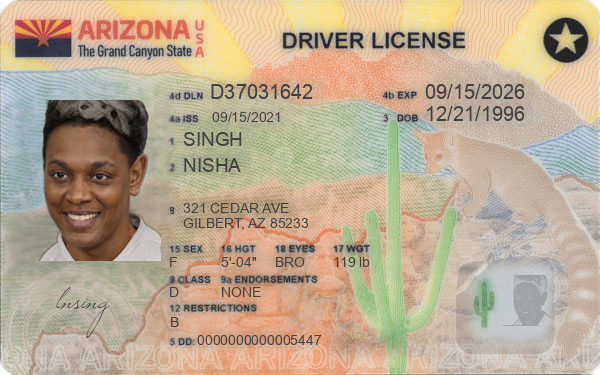 ARIZONA USA
The Grand Canyon State
DRIVER LICENSE
4d DLN D37031642 4b EXP 09/15/2026
4a ISS 09/15/2021 3 DOB 12/21/1996
1 SINGH
2 NISHA
8 321 CEDAR AVE
GILBERT, AZ 85233
15 SEX 16 HGT 18 EYES 17 WGT
F 5'-04" BRO 119 lb
9 CLASS 9a ENDORSEMENTS
D NONE
12 RESTRICTIONS
B
5 DD: 0000000000005447
lnsing
ONA ARIZONA ARIZONA ARIZONA ARIZON